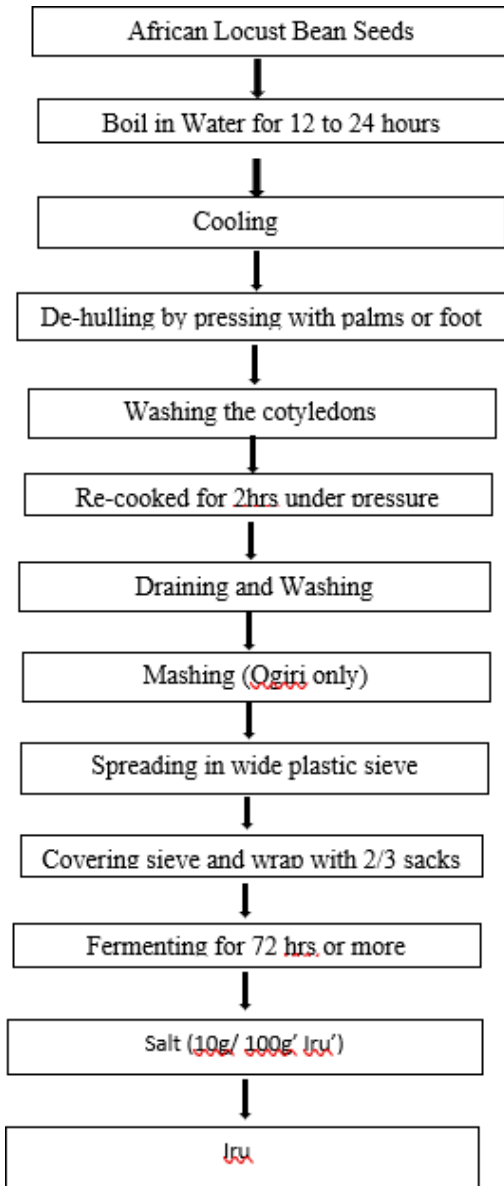 African Locust Bean Seeds
Boil in Water for 12 to 24 hours
Cooling
De-hulling by pressing with palms or foot
Washing the cotyledons
Re-cooked for 2hrs under pressure
Draining and Washing
Mashing (Ogiri only)
Spreading in wide plastic sieve
Covering sieve and wrap with 2/3 sacks
Fermenting for 72 hrs or more
Salt (10g/ 100g’ Iru’)
Iru